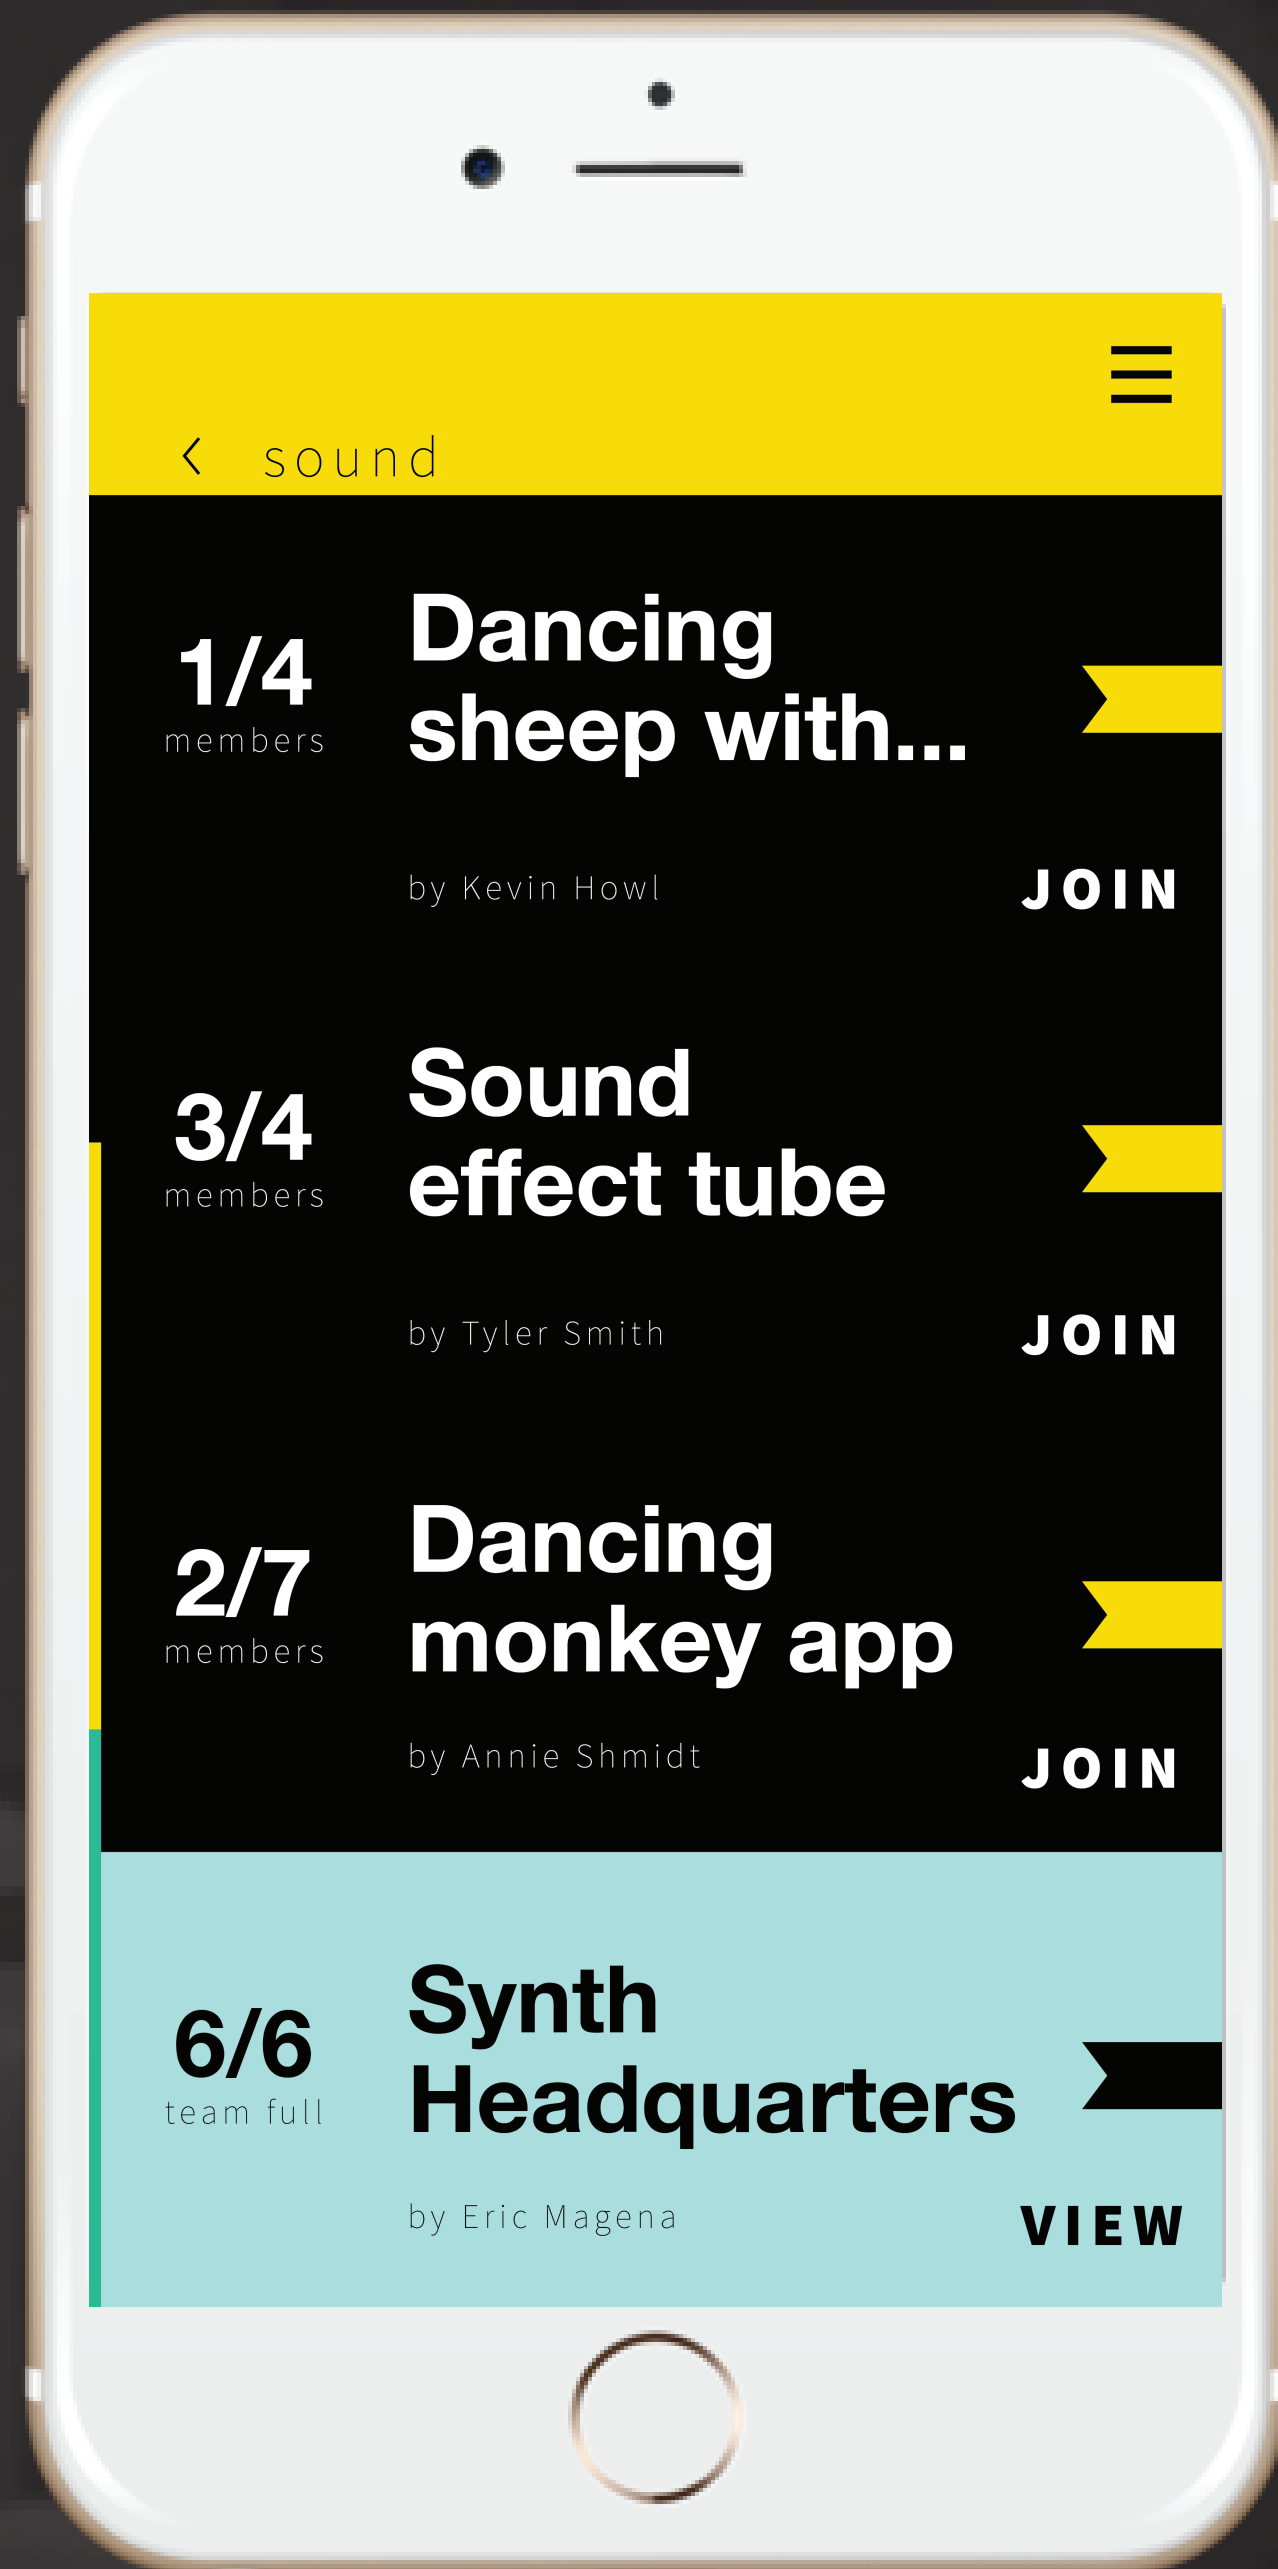 sound
1/4
members
Dancing
sheep with...
by Kevin Howl
JOIN
3/4
members
Sound
effect tube
by Tyler Smith
JOIN
2/7
members
Dancing
monkey app
by Annie Shmidt
JOIN
6/6
team full
Synth
Headquarters
by Eric Magena
VIEW